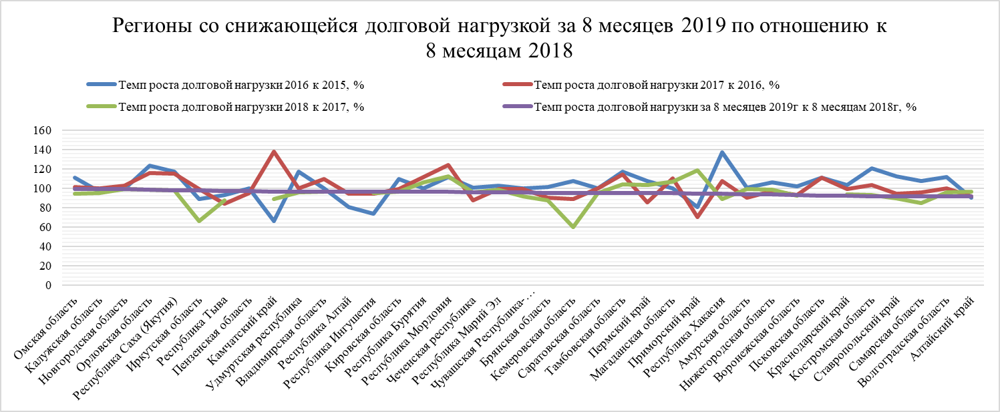 Регионы со снижающейся долговой нагрузкой за 8 месяцев 2019 по отношению к
8 месяцам 2018
Темп роста долговой нагрузки 2016 к 2015, %
Темп роста долговой нагрузки 2017 к 2016, %
Темп роста долговой нагрузки 2018 к 2017, %
Темп роста долговой нагрузки за 8 месяцев 2019г к 8 месяцам 2018г, %
160
140
120
100
80
60
40
20
0
Омская область
Калужская область
Новгородская область
Орловская область
Республика Саха (Якутия)
Иркутская область
Республика Тыва
Пензенская область
Камчатский край
Удмуртская республика
Владимирская область
Республика Алтай
Республика Ингушетия
Кировская область
Республика Бурятия
Республика Мордовия
Чеченская республика
Республика Марий Эл
Чувашская Республика-…
Брянская область
Кемеровская область
Саратовская область
Тамбовская область
Пермский край
Магаданская область
Приморский край
Республика Хакасия
Амурская область
Нижегородская область
Воронежская область
Псковская область
Краснодарский край
Костромская область
Ставропольский край
Самарская область
Волгоградская область
Алтайский край